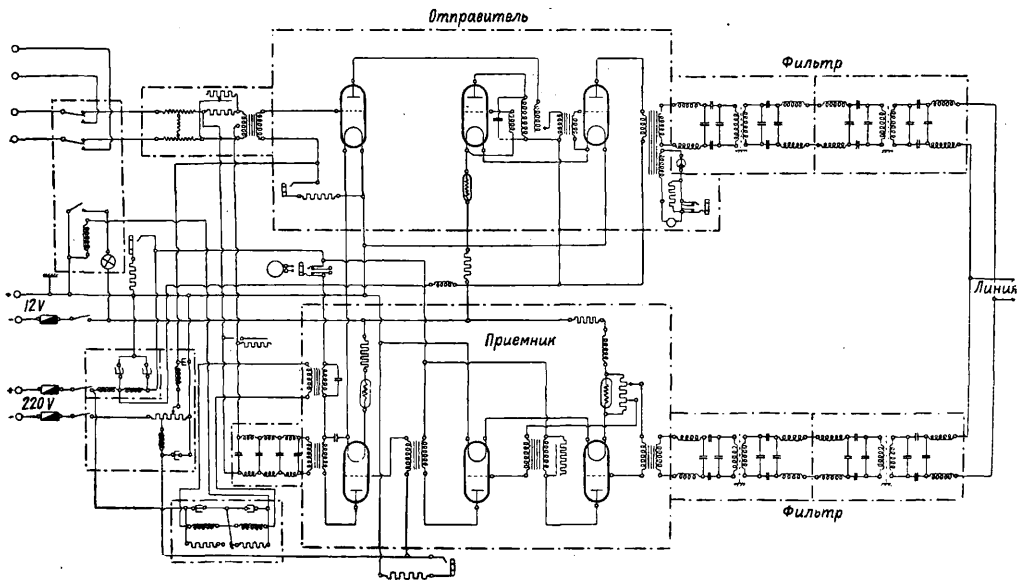 Отправитель
Фильтр
+
Линия
12V
-
Приемник
+
220V
-
Фильтр